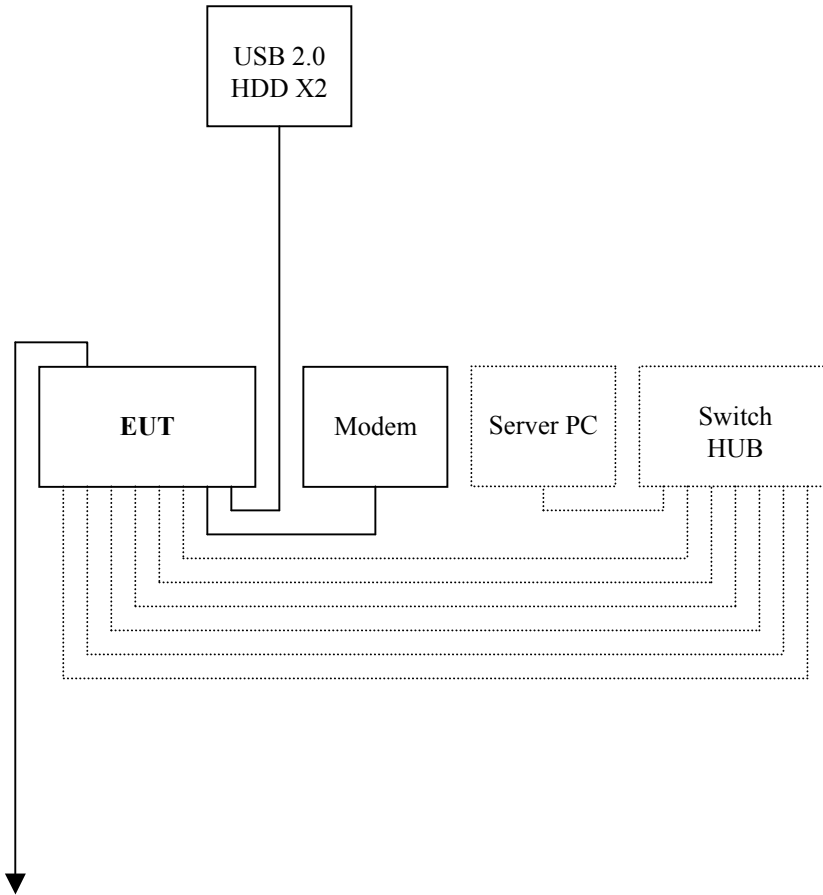 USB 2.0
HDD X2
EUT
Modem
Server PC
Switch
HUB